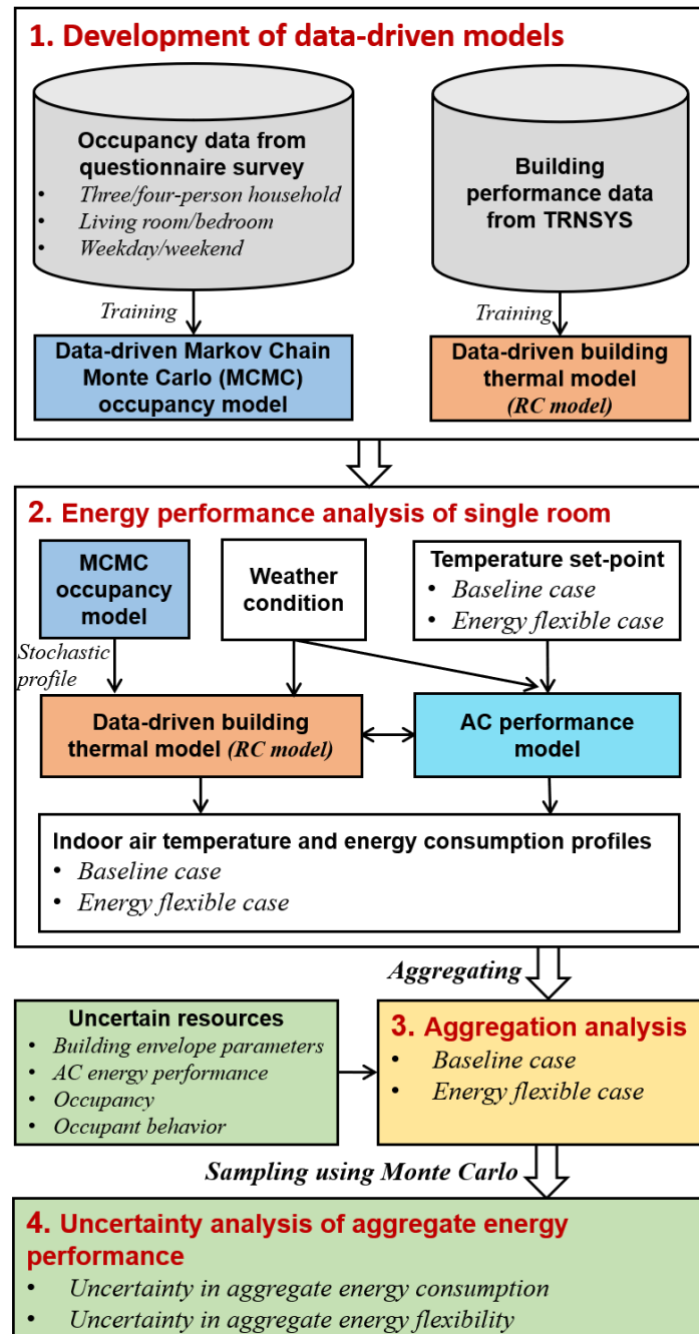 1. Development of data-driven models
Occupancy data from
questionnaire survey
• Three/four-person household
• Living room/bedroom
• Weekday/weekend
Building
performance data
from TRNSYS
Training
Training
Data-driven Markov Chain
Monte Carlo (MCMC)
occupancy model
Data-driven building
thermal model
(RC model)
2. Energy performance analysis of single room
MCMC
occupancy
model
Weather
condition
Temperature set-point
• Baseline case
• Energy flexible case
Stochastic
profile
Data-driven building
thermal model (RC model)
AC performance
model
Indoor air temperature and energy consumption profiles
• Baseline case
• Energy flexible case
Aggregating
Uncertain resources
• Building envelope parameters
• AC energy performance
• Occupancy
• Occupant behavior
3. Aggregation analysis
• Baseline case
• Energy flexible case
Sampling using Monte Carlo
4. Uncertainty analysis of aggregate energy
performance
• Uncertainty in aggregate energy consumption
• Uncertainty in aggregate energy flexibility